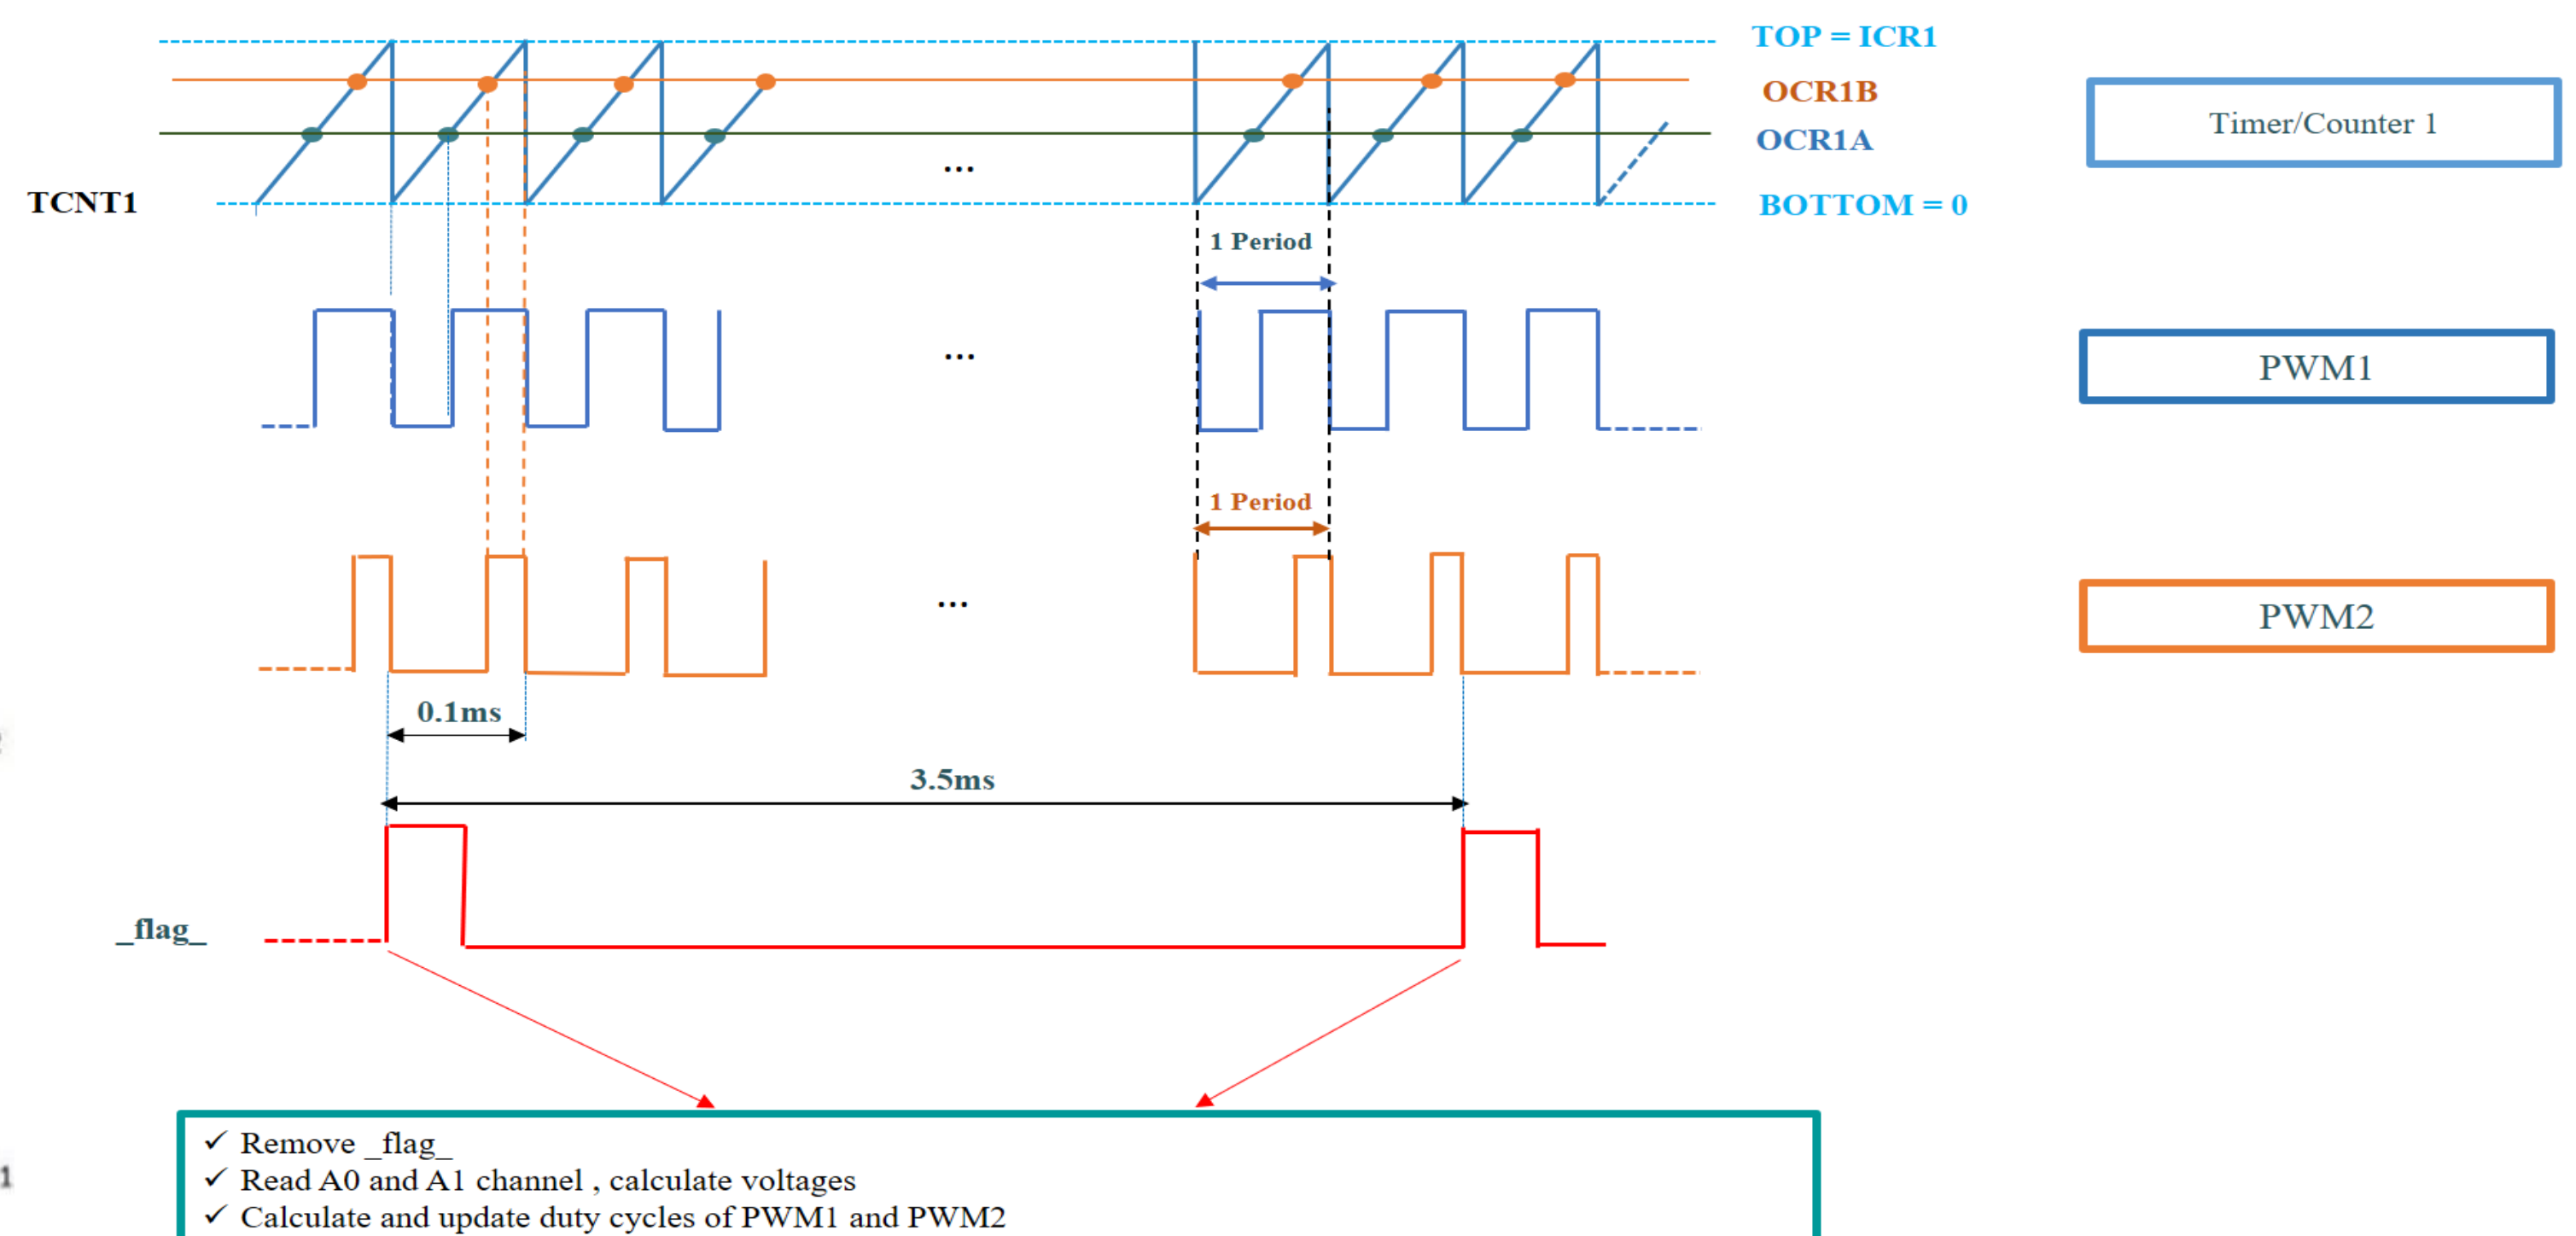 TOP = ICR1
OCR1B
Timer/Counter 1
OCR1A
...
TCNT1
BOTTOM = 0
1 Period
...
PWM1
1 Period
...
PWM2
0.1ms
3.5ms
_flag_
✓ Remove _flag_
1
✓ Read A0 and A1 channel , calculate voltages
✓ Calculate and update duty cycles of PWM1 and PWM2